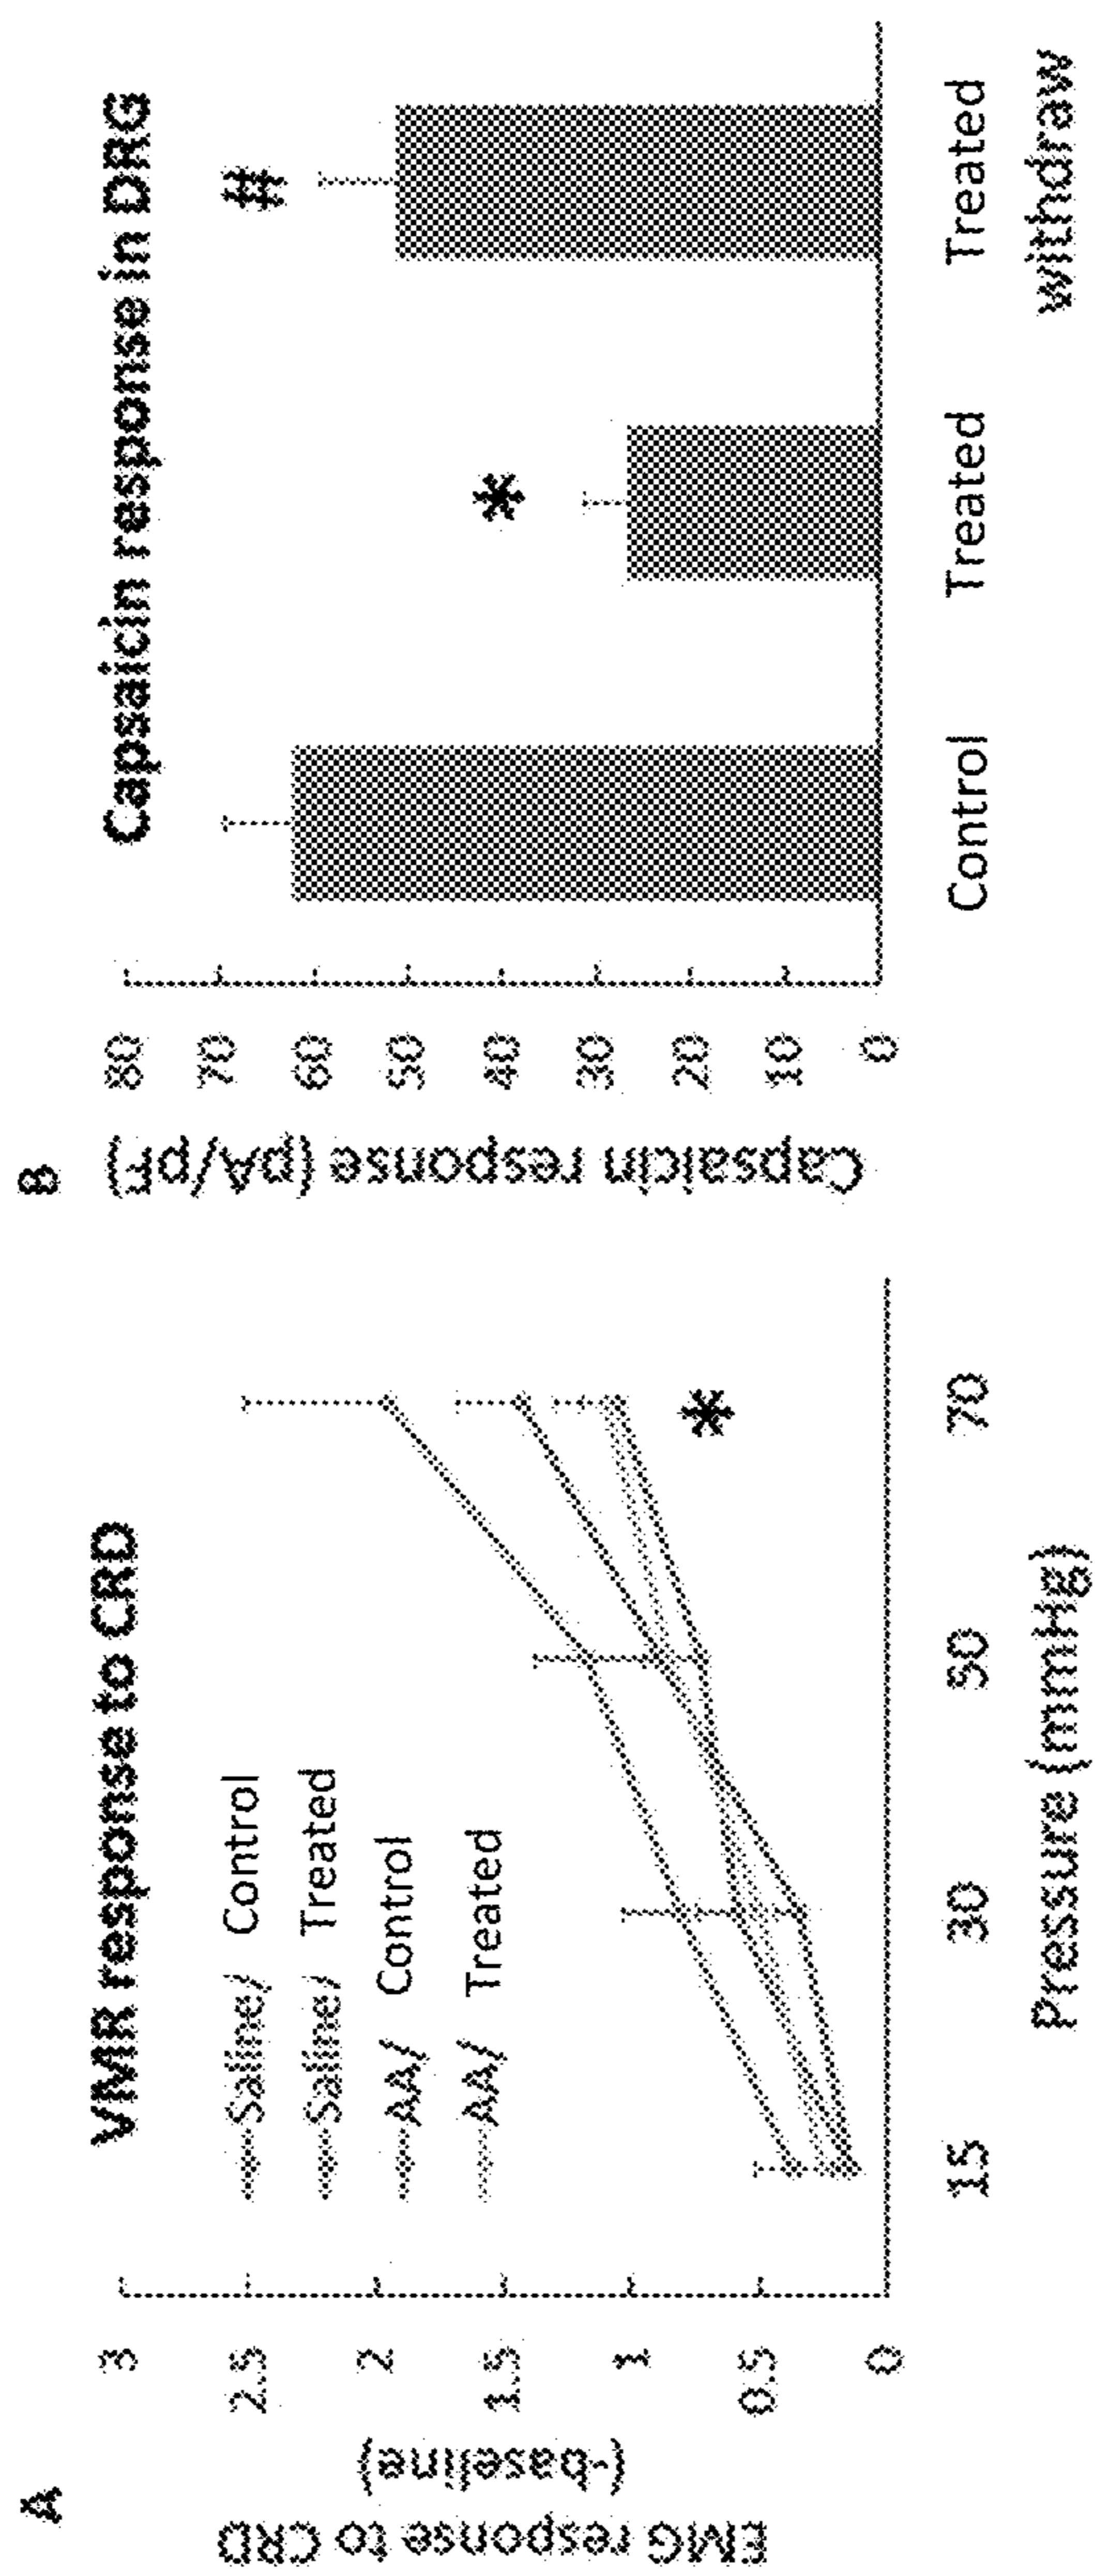 A
VMR response to CRD
EMG response to CRD
(-baseline)
3
2.5
2
1.5
1
0.5
0
Saline/ Control
Saline/ Treated
AA/ Control
AA/ Treated
*
15 30 50 70
Pressure (mmHg)
B
Capsaicin response in DRG
Capsaicin response (pA/pF)
80
70
60
50
40
30
20
10
0
*
#
Control Treated Treated
withdraw